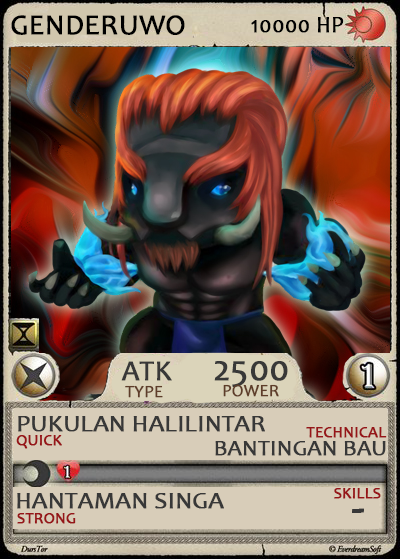 GENDERUWO 10000 HP
ATK 2500 1
TYPE POWER
PUKULAN HALILINTAR
QUICK TECHNICAL
BANTINGAN BAU
1
HANTAMAN SINGA SKILLS
STRONG -
DursTor © EverdreamSoft